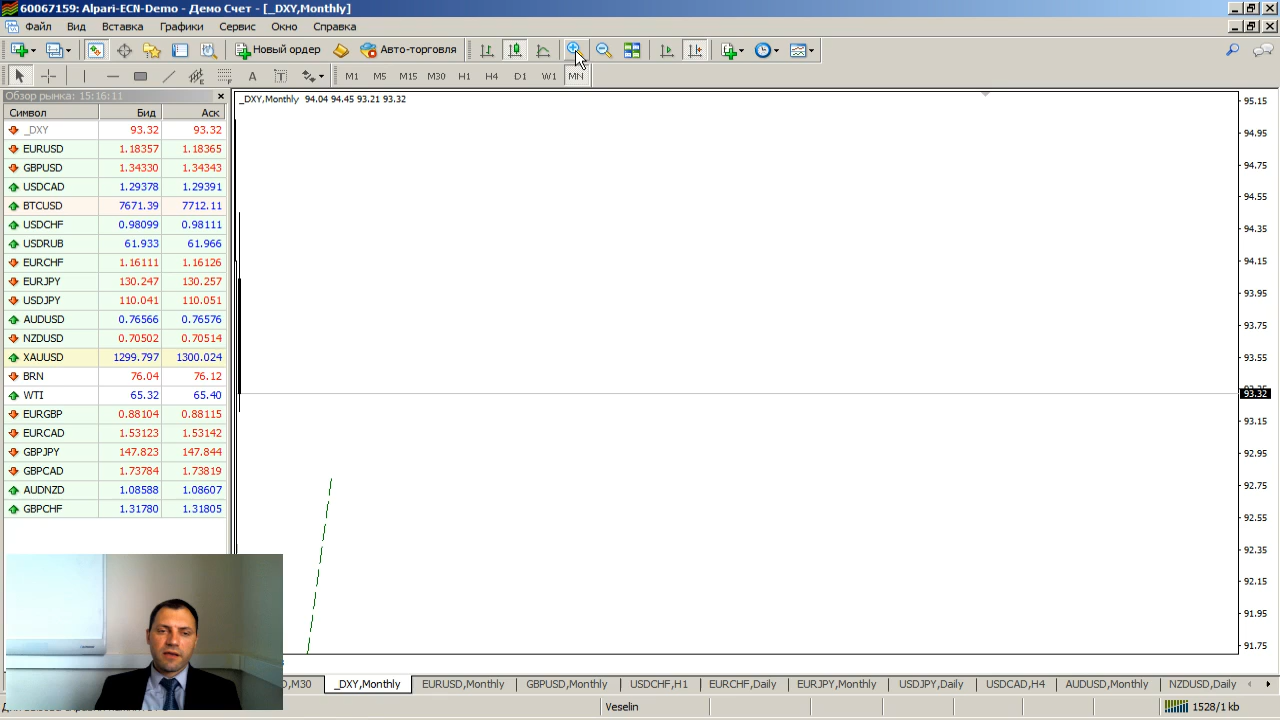 60067159: Alpari-ECN-Demo - Демо Счет - [_DXY,Monthly]
Файл Вид Вставка Графики Сервис Окно Справка
Новый ордер Авто-торговля
A T M1 M5 M15 M30 H1 H4 D1 W1 MN
Обзор рынка: 15:16:11
Символ Бид Аск
_DXY 93.32 93.32
EURUSD 1.18357 1.18365
GBPUSD 1.34330 1.34343
USDCAD 1.29378 1.29391
BTCUSD 7671.39 7712.11
USDCHF 0.98099 0.98111
USDRUB 61.933 61.966
EURCHF 1.16111 1.16126
EURJPY 130.247 130.257
USDJPY 110.041 110.051
AUDUSD 0.76566 0.76576
NZDUSD 0.70502 0.70514
XAUUSD 1299.797 1300.024
BRN 76.04 76.12
WTI 65.32 65.40
EURGBP 0.88104 0.88115
EURCAD 1.53123 1.53142
GBPJPY 147.823 147.844
GBPCAD 1.73784 1.73819
AUDNZD 1.08588 1.08607
GBPCHF 1.31780 1.31805
_DXY,Monthly 94.04 94.45 93.21 93.32
95.15
94.95
94.75
94.55
94.35
94.15
93.95
93.75
93.55
93.32
93.15
92.95
92.75
92.55
92.35
92.15
91.95
91.75
D,M30 _DXY,Monthly EURUSD,Monthly GBPUSD,Monthly USDCHF,H1 EURCHF,Daily EURJPY,Monthly USDJPY,Daily USDCAD,H4 AUDUSD,Monthly NZDUSD,Daily
Veselin 1528/1 kb